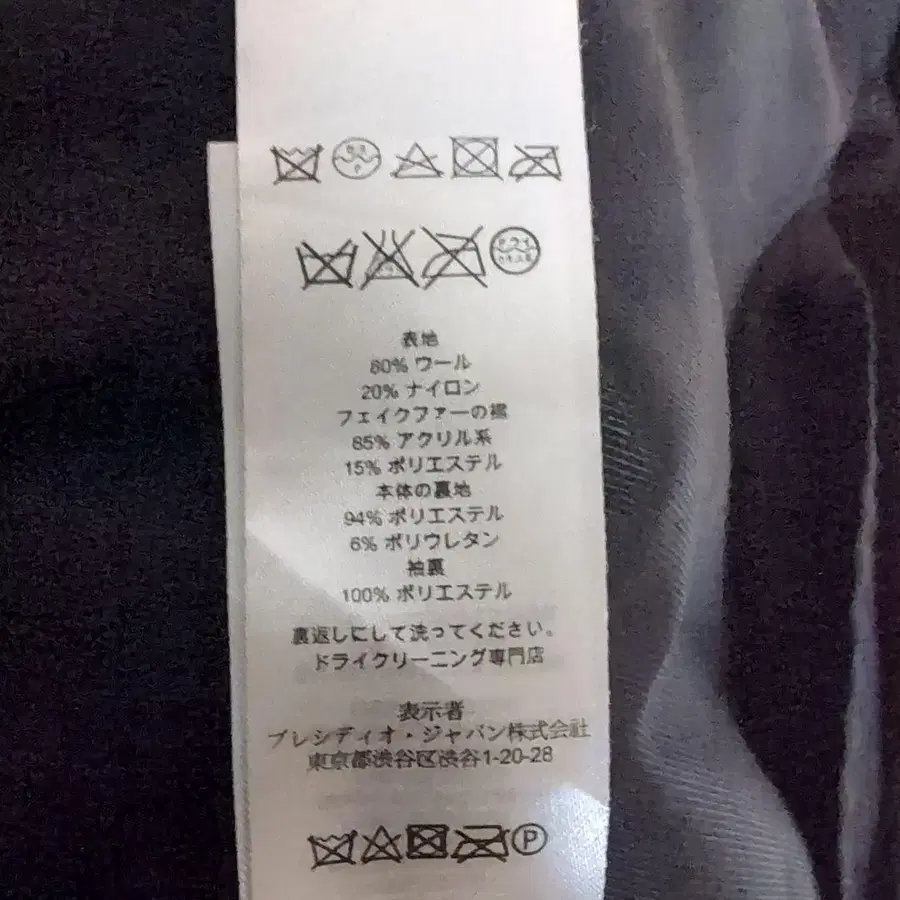 表地
80% ウール
20% ナイロン
フェイクファーの襟
85% アクリル系
15% ポリエステル
本体の裏地
94% ポリエステル
6% ポリウレタン
袖裏
100% ポリエステル
裏返しにして洗ってください。
ドライクリーニング専門店
表示者
プレシディオ・ジャパン株式会社
東京都渋谷区渋谷1-20-28
P